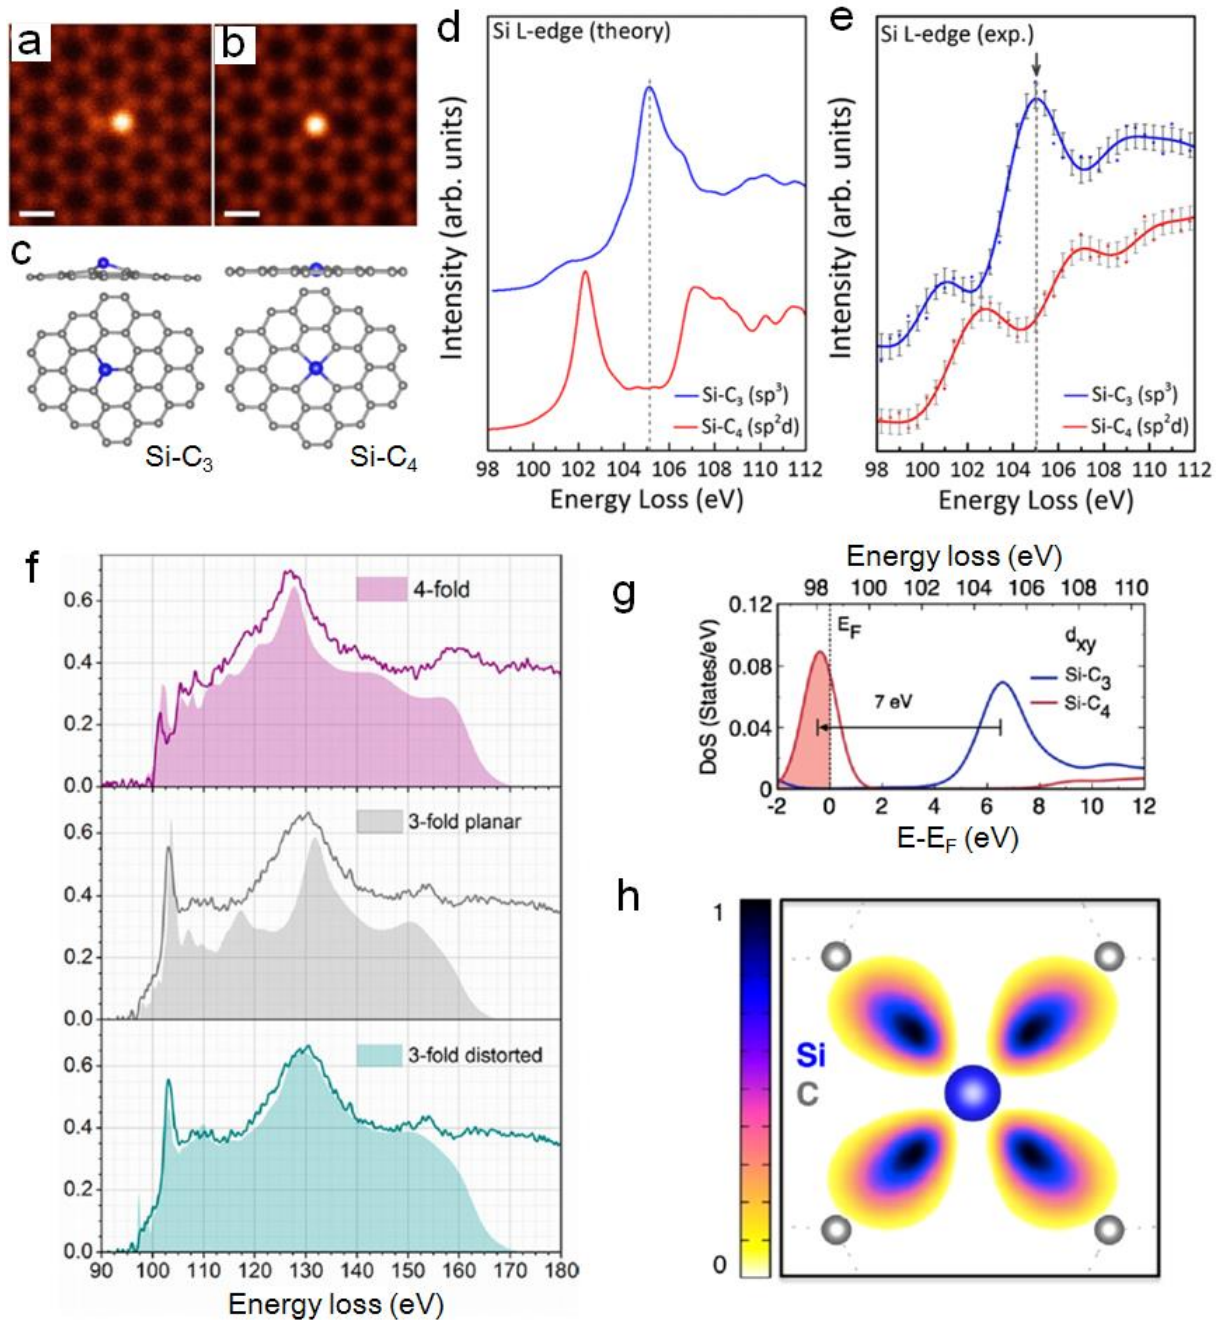 a
b
c
Si-C3
Si-C4
d
Si L-edge (theory)
Intensity (arb. units)
Si-C3 (sp3)
Si-C4 (sp2d)
98 100 102 104 106 108 110 112
Energy Loss (eV)
e
Si L-edge (exp.)
Intensity (arb. units)
Si-C3 (sp3)
Si-C4 (sp2d)
98 100 102 104 106 108 110 112
Energy Loss (eV)
f
4-fold
0.6
0.4
0.2
0.0
3-fold planar
0.6
0.4
0.2
0.0
3-fold distorted
0.6
0.4
0.2
0.0
90 100 110 120 130 140 150 160 170 180
Energy loss (eV)
g
Energy loss (eV)
98 100 102 104 106 108 110
0.12
0.08
0.04
0
DoS (States/eV)
EF
dxy
Si-C3
Si-C4
7 eV
-2 0 2 4 6 8 10 12
E-EF (eV)
h
1
0
Si
C